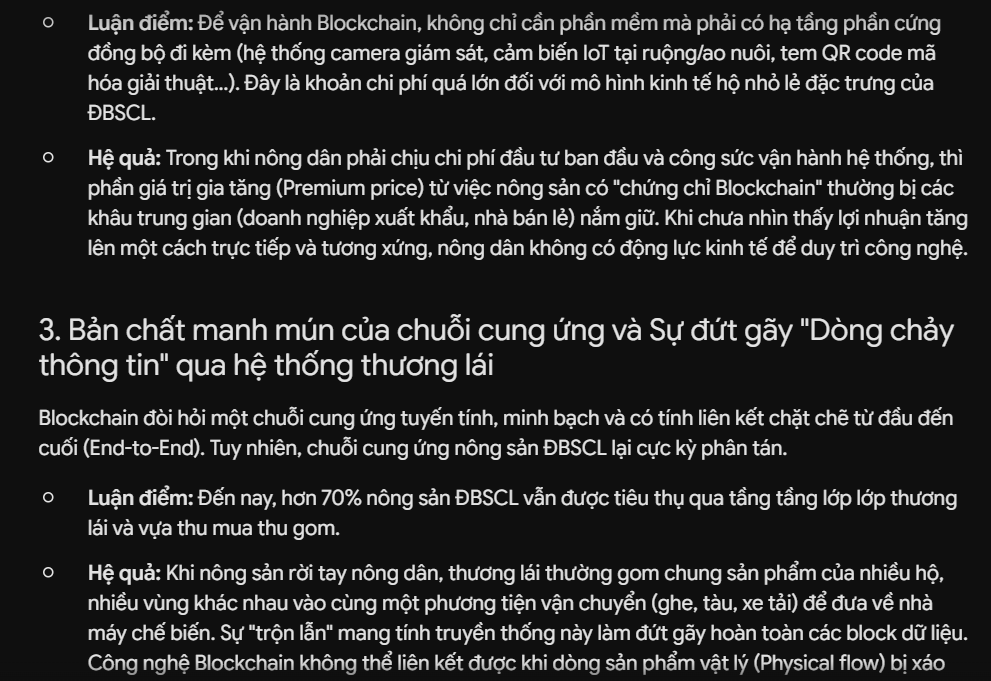 Luận điểm: Để vận hành Blockchain, không chỉ cần phần mềm mà phải có hạ tầng phần cứng
đồng bộ đi kèm (hệ thống camera giám sát, cảm biến IoT tại ruộng/ao nuôi, tem QR code mã
hóa giải thuật...). Đây là khoản chi phí quá lớn đối với mô hình kinh tế hộ nhỏ lẻ đặc trưng của
ĐBSCL.
Hệ quả: Trong khi nông dân phải chịu chi phí đầu tư ban đầu và công sức vận hành hệ thống, thì
phần giá trị gia tăng (Premium price) từ việc nông sản có "chứng chỉ Blockchain" thường bị các
khâu trung gian (doanh nghiệp xuất khẩu, nhà bán lẻ) nắm giữ. Khi chưa nhìn thấy lợi nhuận tăng
lên một cách trực tiếp và tương xứng, nông dân không có động lực kinh tế để duy trì công nghệ.
3. Bản chất manh mún của chuỗi cung ứng và Sự đứt gãy "Dòng chảy
thông tin" qua hệ thống thương lái
Blockchain đòi hỏi một chuỗi cung ứng tuyến tính, minh bạch và có tính liên kết chặt chẽ từ đầu đến
cuối (End-to-End). Tuy nhiên, chuỗi cung ứng nông sản ĐBSCL lại cực kỳ phân tán.
Luận điểm: Đến nay, hơn 70% nông sản ĐBSCL vẫn được tiêu thụ qua tầng tầng lớp lớp thương
lái và vựa thu mua thu gom.
Hệ quả: Khi nông sản rời tay nông dân, thương lái thường gom chung sản phẩm của nhiều hộ,
nhiều vùng khác nhau vào cùng một phương tiện vận chuyển (ghe, tàu, xe tải) để đưa về nhà
máy chế biến. Sự "trộn lẫn" mang tính truyền thống này làm đứt gãy hoàn toàn các block dữ liệu.
Công nghệ Blockchain không thể liên kết được khi dòng sản phẩm vật lý (Physical flow) bị xáo